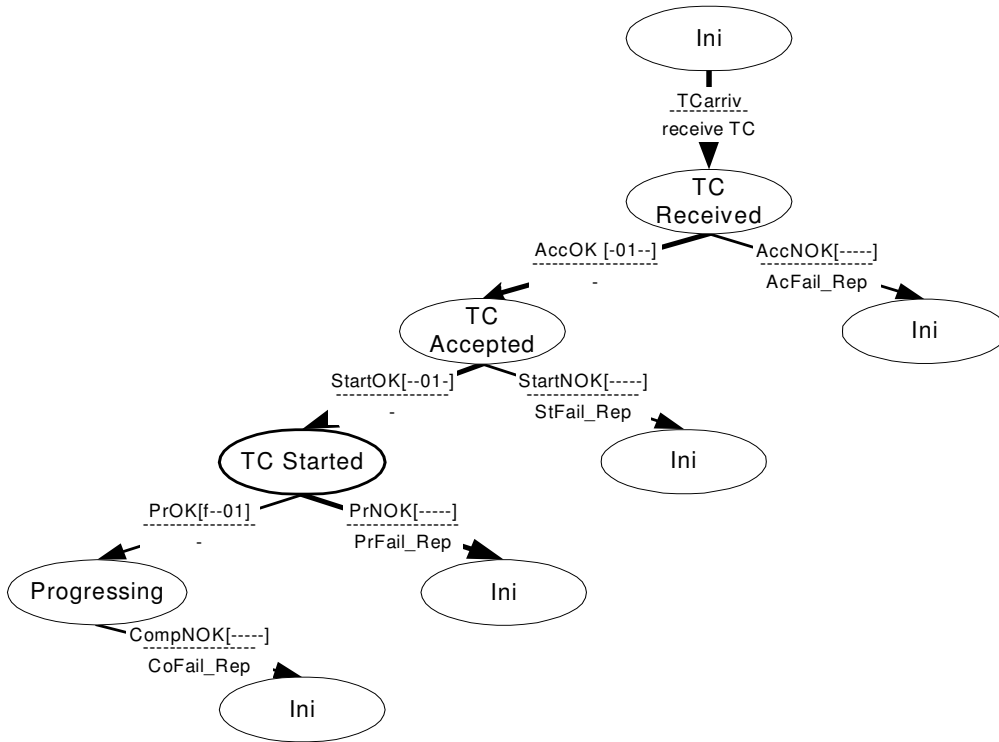 Ini
TCarriv
receive TC
TC
Received
AccOK [-01--]
-
AccNOK[-----]
AcFail_Rep
TC
Accepted
Ini
StartOK[--01-]
-
StartNOK[-----]
StFail_Rep
TC Started
Ini
PrOK[f--01]
-
PrNOK[-----]
PrFail_Rep
Progressing
Ini
CompNOK[-----]
CoFail_Rep
Ini